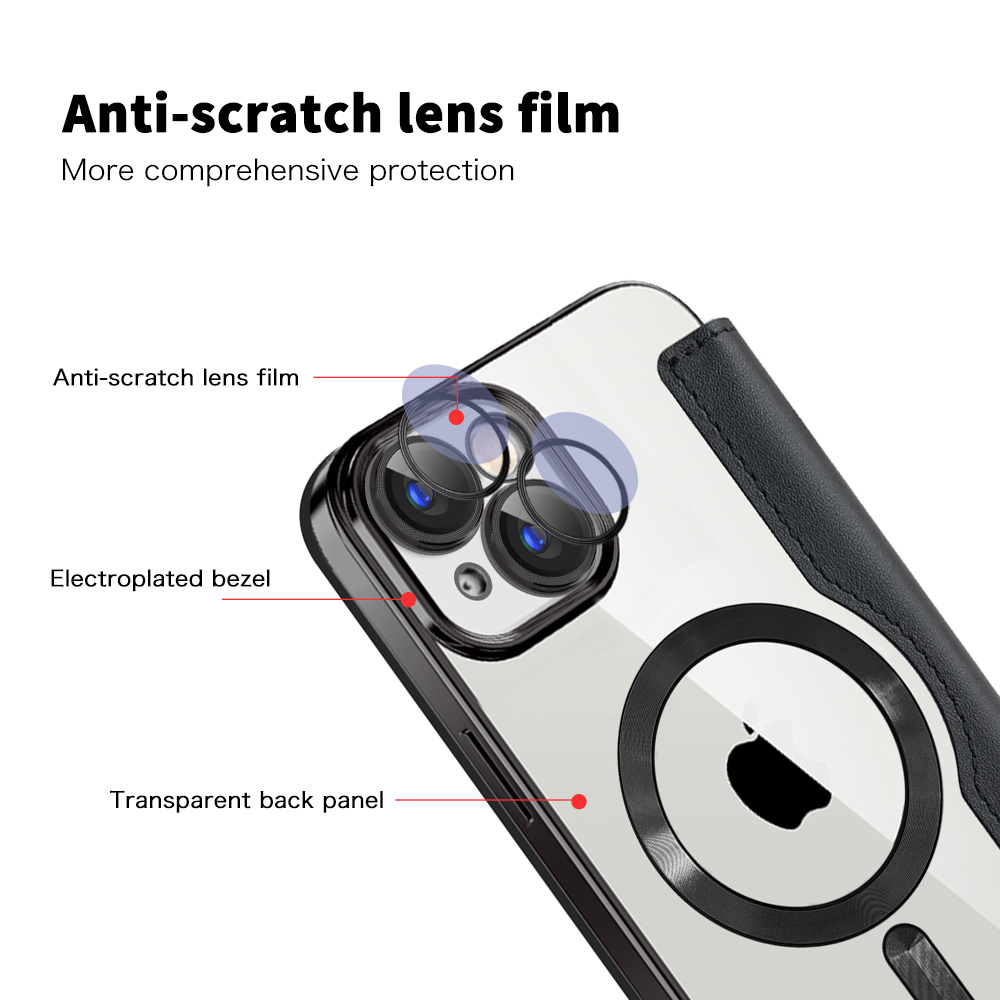 Anti-scratch lens film
More comprehensive protection
Anti-scratch lens film
Electroplated bezel
Transparent back panel